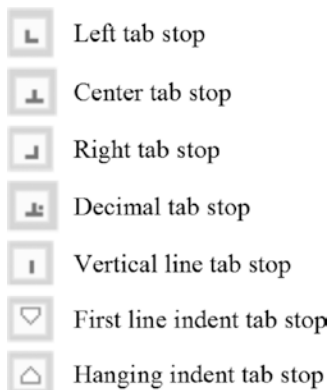 Left tab stop
Center tab stop
Right tab stop
Decimal tab stop
Vertical line tab stop
First line indent tab stop
Hanging indent tab stop